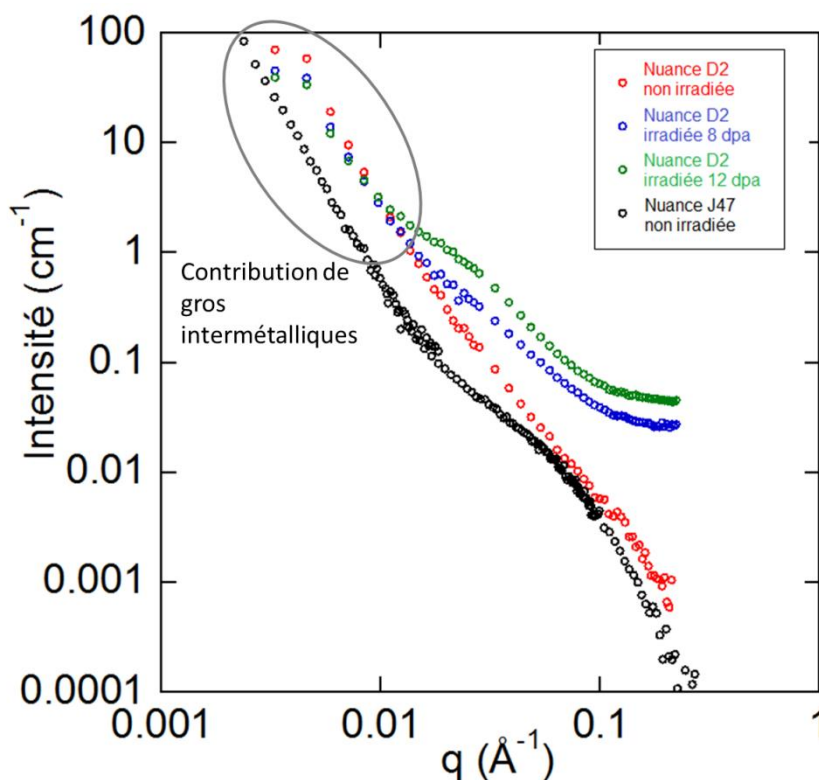 100
10
1
0.1
0.01
0.001
0.0001
Intensité (cm⁻¹)
Nuance D2
non irradiée
Nuance D2
irradiée 8 dpa
Nuance D2
irradiée 12 dpa
Nuance J47
non irradiée
Contribution de
gros
intermétalliques
0.001
0.01
0.1
1
q (Å⁻¹)